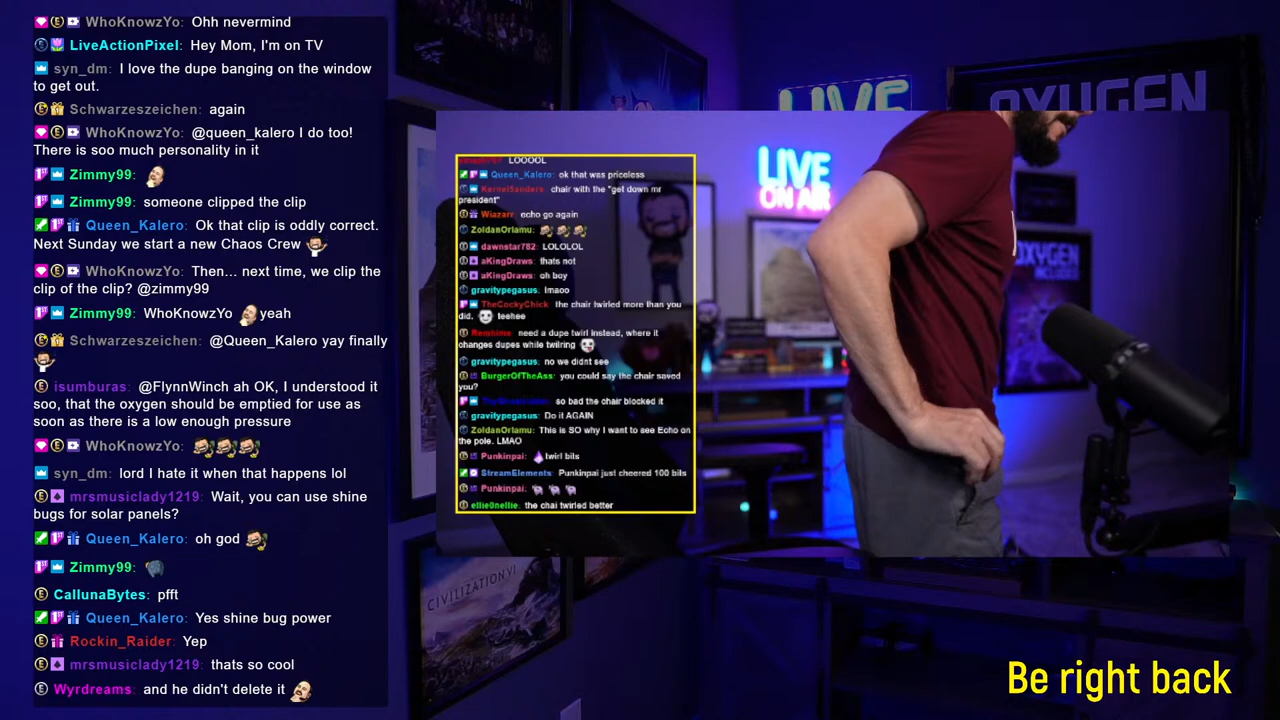 WhoKnowzYo: Ohh nevermind
LiveActionPixel: Hey Mom, I'm on TV
syn_dm: I love the dupe banging on the window
to get out.
Schwarzeszeichen: again
WhoKnowzYo: @queen_kalero I do too!
There is soo much personality in it
Zimmy99:
Zimmy99: someone clipped the clip
Queen_Kalero: Ok that clip is oddly correct.
Next Sunday we start a new Chaos Crew
WhoKnowzYo: Then... next time, we clip the
clip of the clip? @zimmy99
Zimmy99: WhoKnowzYo yeah
Schwarzeszeichen: @Queen_Kalero yay finally
isumburas: @FlynnWinch ah OK, I understood it
soo, that the oxygen should be emptied for use as
soon as there is a low enough pressure
WhoKnowzYo:
syn_dm: lord I hate it when that happens lol
mrsmusiclady1219: Wait, you can use shine
bugs for solar panels?
Queen_Kalero: oh god
Zimmy99:
CallunaBytes: pfft
Queen_Kalero: Yes shine bug power
Rockin_Raider: Yep
mrsmusiclady1219: thats so cool
Wyrdreams: and he didn't delete it
LIVE
OXYGEN
LOOOOL
Queen_Kalero: ok that was priceless
KernelSanders: chair with the "get down mr
president"
Wiazarr: echo go again
ZoldanOrlamu:
dawnstar782: LOLOLOL
aKingDraws: thats not
aKingDraws: oh boy
gravitypegasus: lmaoo
TheCockyChick: the chair twirled more than you
did. teehee
Remhime: need a dupe twirl instead, where it
changes dupes while twilring
gravitypegasus: no we didnt see
BurgerOfTheAss: you could say the chair saved
you?
so bad the chair blocked it
gravitypegasus: Do it AGAIN
ZoldanOrlamu: This is SO why I want to see Echo on
the pole. LMAO
Punkinpai: twirl bits
StreamElements: Punkinpai just cheered 100 bits
Punkinpai:
ellie0nellie: the chai twirled better
LIVE
ON AIR
OXYGEN
INCLUDED
CIVILIZATION VI
Be right back